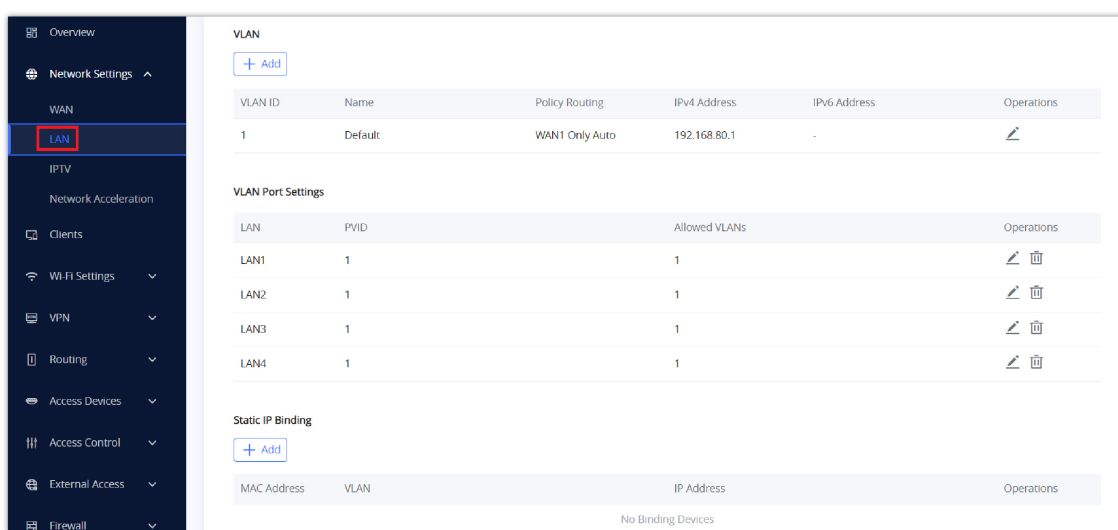 Overview
Network Settings
WAN
LAN
IPTV
Network Acceleration
Clients
Wi-Fi Settings
VPN
Routing
Access Devices
Access Control
External Access
Firewall
VLAN
+ Add
VLAN ID Name Policy Routing IPv4 Address IPv6 Address Operations
1 Default WAN1 Only Auto 192.168.80.1 -
VLAN Port Settings
LAN PVID Allowed VLANs Operations
LAN1 1 1
LAN2 1 1
LAN3 1 1
LAN4 1 1
Static IP Binding
+ Add
MAC Address VLAN IP Address Operations
No Binding Devices